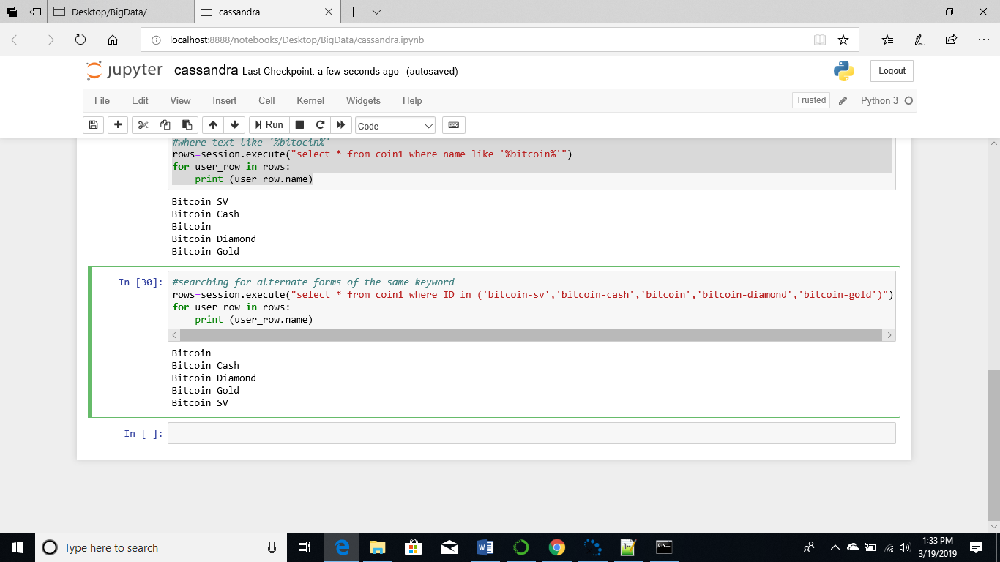 Desktop/BigData/
cassandra
localhost:8888/notebooks/Desktop/BigData/cassandra.ipynb
jupyter cassandra Last Checkpoint: a few seconds ago (autosaved)
Logout
File Edit View Insert Cell Kernel Widgets Help
Trusted
Python 3
Run
Code
#where text like '%bitocin%'
rows=session.execute("select * from coin1 where name like '%bitcoin%'")
for user_row in rows:
    print (user_row.name)
Bitcoin SV
Bitcoin Cash
Bitcoin
Bitcoin Diamond
Bitcoin Gold
In [30]:
#searching for alternate forms of the same keyword
rows=session.execute("select * from coin1 where ID in ('bitcoin-sv','bitcoin-cash','bitcoin','bitcoin-diamond','bitcoin-gold')")
for user_row in rows:
    print (user_row.name)
Bitcoin
Bitcoin Cash
Bitcoin Diamond
Bitcoin Gold
Bitcoin SV
In [ ]:
Type here to search
1:33 PM
3/19/2019